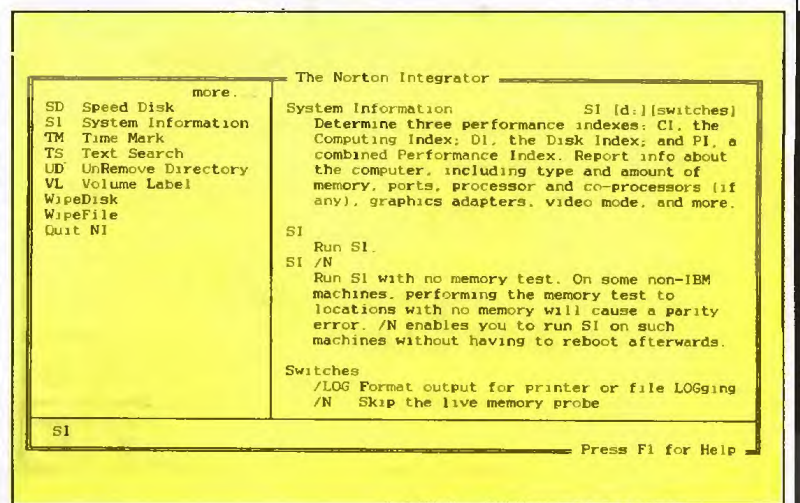 The Norton Integrator
more...
SD Speed Disk
SI System Information
TM Time Mark
TS Text Search
UD UnRemove Directory
VL Volume Label
WipeDisk
WipeFile
Quit NI
System Information SI [d:][switches]
Determine three performance indexes: CI, the
Computing Index; DI, the Disk Index; and PI, a
combined Performance Index. Report info about
the computer, including type and amount of
memory, ports, processor and co-processors (if
any), graphics adapters, video mode, and more.
SI
Run SI.
SI /N
Run SI with no memory test. On some non-IBM
machines, performing the memory test to
locations with no memory will cause a parity
error. /N enables you to run SI on such
machines without having to reboot afterwards.
Switches
/LOG Format output for printer or file LOGging
/N Skip the live memory probe
SI
Press F1 for Help